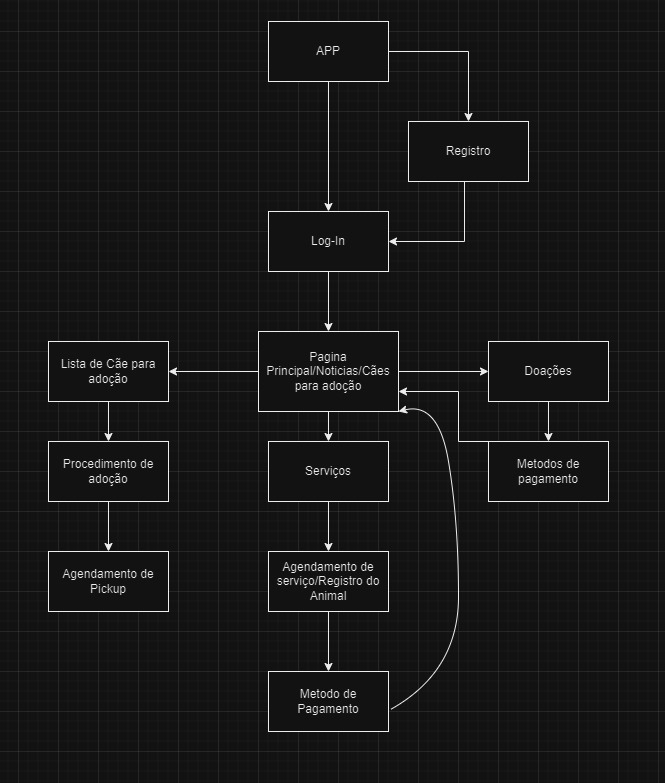 APP
Registro
Log-In
Lista de Cãe para
adoção
Pagina
Principal/Noticias/Cães
para adoção
Doações
Procedimento de
adoção
Serviços
Metodos de
pagamento
Agendamento de
Pickup
Agendamento de
serviço/Registro do
Animal
Metodo de
Pagamento